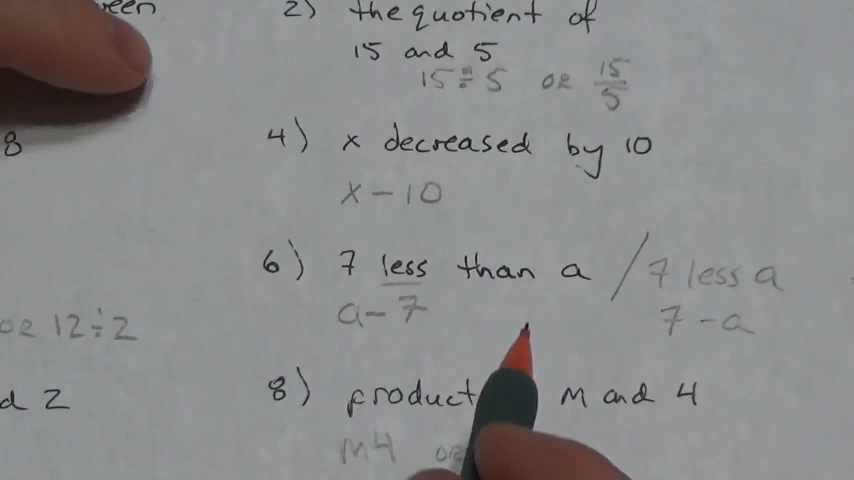 2) the quotient of
15 and 5
15 ÷ 5 OR 15/5
8
4) x decreased by 10
x - 10
6) 7 less than a / 7 less a
a - 7 7 - a
OR 12 ÷ 2
8) product M and 4
d 2
M4 OR